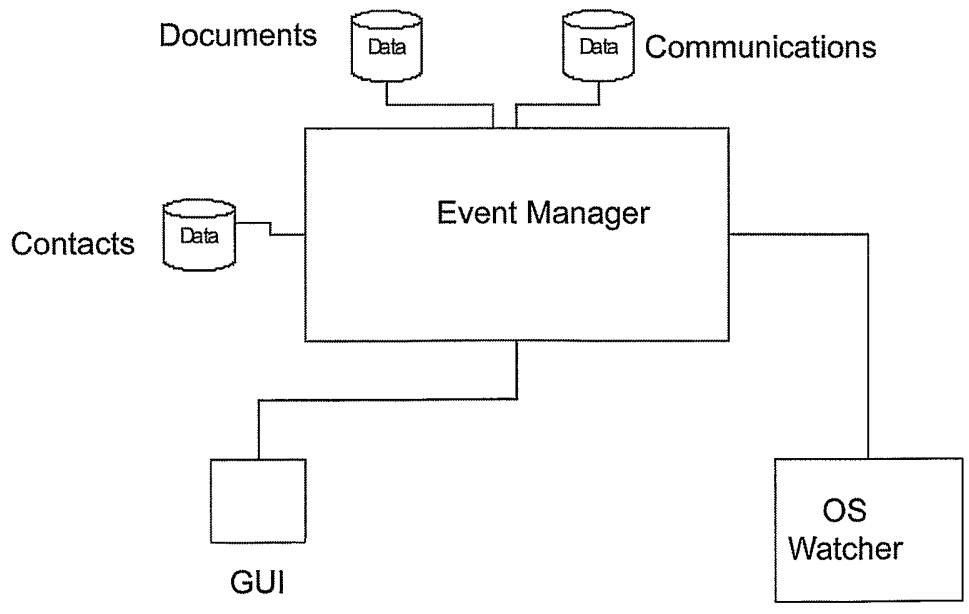 Documents
Data
Data
Communications
Event Manager
Contacts
Data
GUI
OS
Watcher